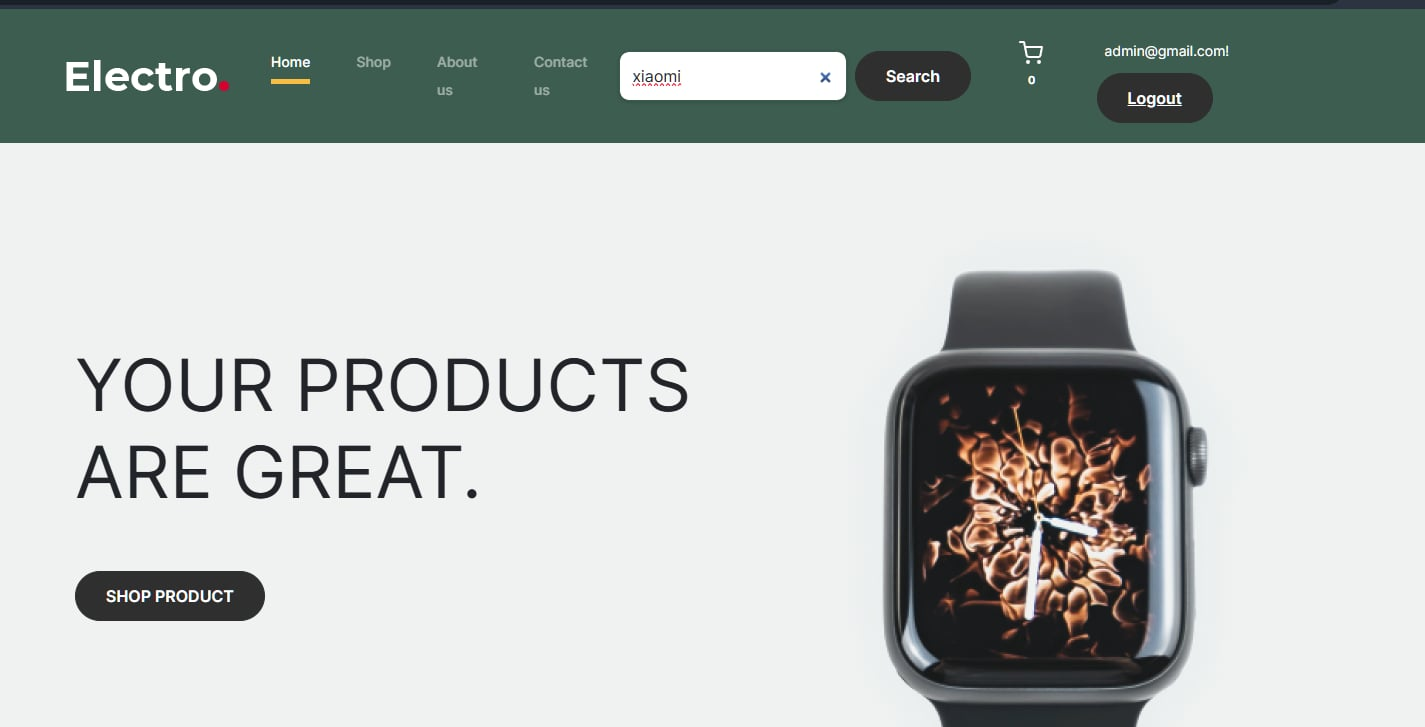 Electro.
Home
Shop
About
us
Contact
us
xiaomi
Search
0
admin@gmail.com!
Logout
YOUR PRODUCTS
ARE GREAT.
SHOP PRODUCT